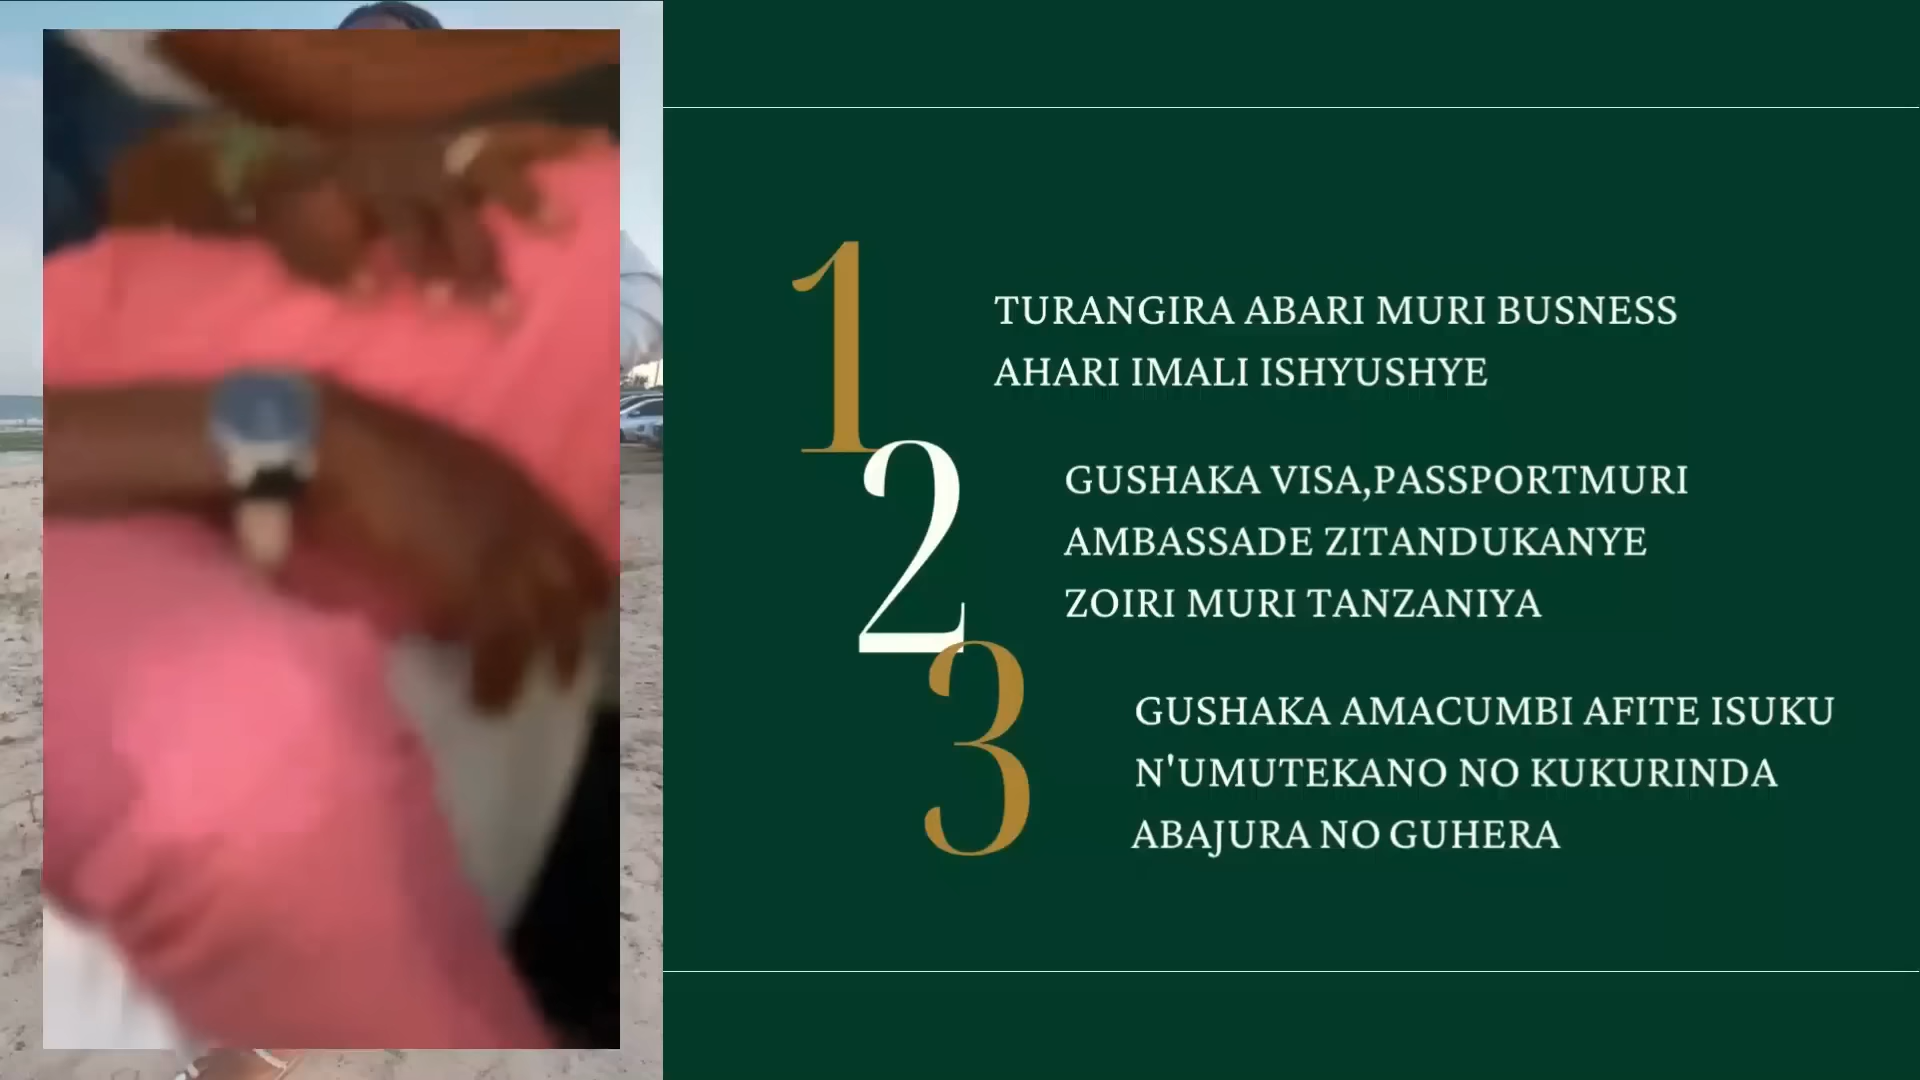 1
TURANGIRA ABARI MURI BUSNESS
AHARI IMALI ISHYUSHYE
2
GUSHAKA VISA,PASSPORTMURI
AMBASSADE ZITANDUKANYE
ZOIRI MURI TANZANIYA
3
GUSHAKA AMACUMBI AFITE ISUKU
N'UMUTEKANO NO KUKURINDA
ABAJURA NO GUHERA